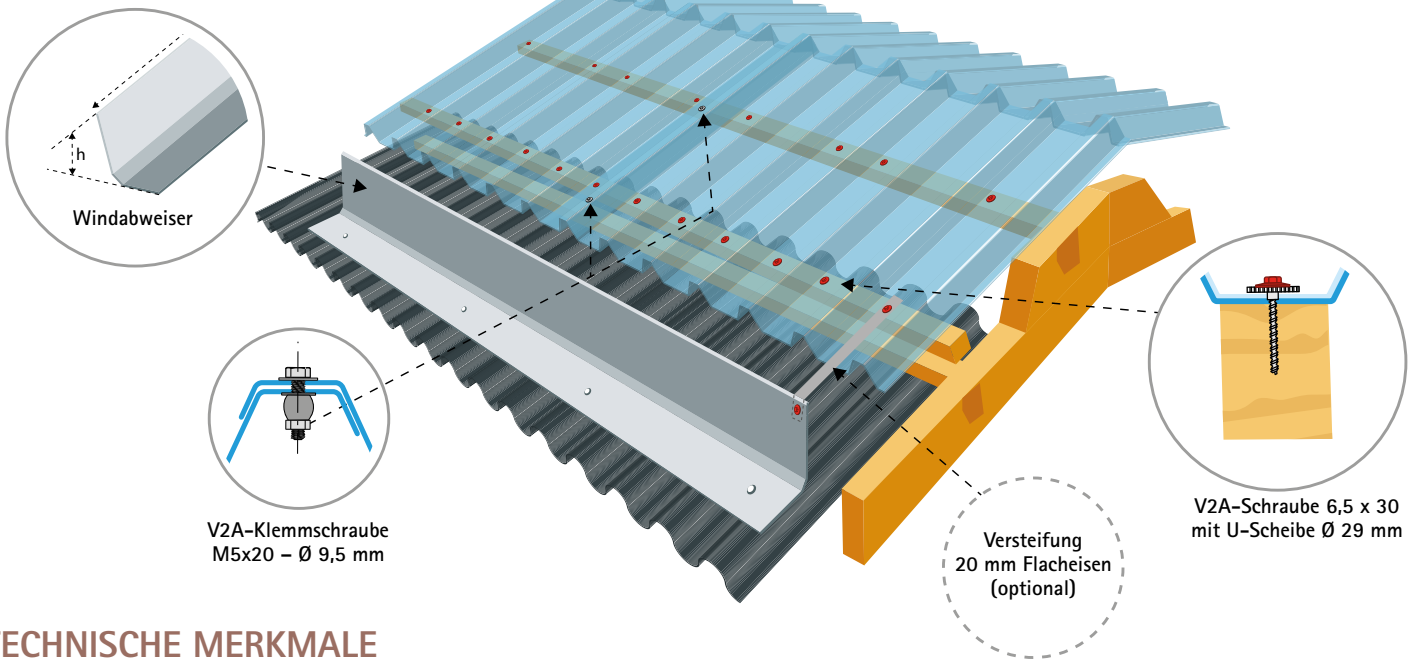 h
Windabweiser
V2A-Klemmschraube
M5x20 – Ø 9,5 mm
V2A-Schraube 6,5 x 30
mit U-Scheibe Ø 29 mm
Versteifung
20 mm Flacheisen
(optional)
TECHNISCHE MERKMALE